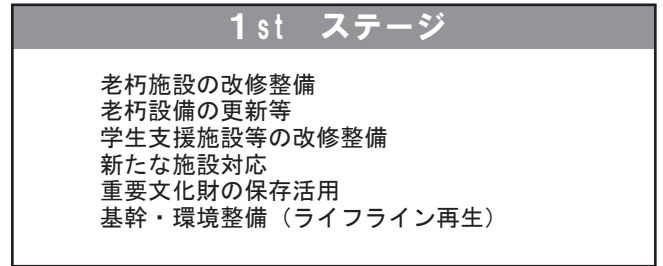 1st　ステージ
老朽施設の改修整備
老朽設備の更新等
学生支援施設等の改修整備
新たな施設対応
重要文化財の保存活用
基幹・環境整備（ライフライン再生）